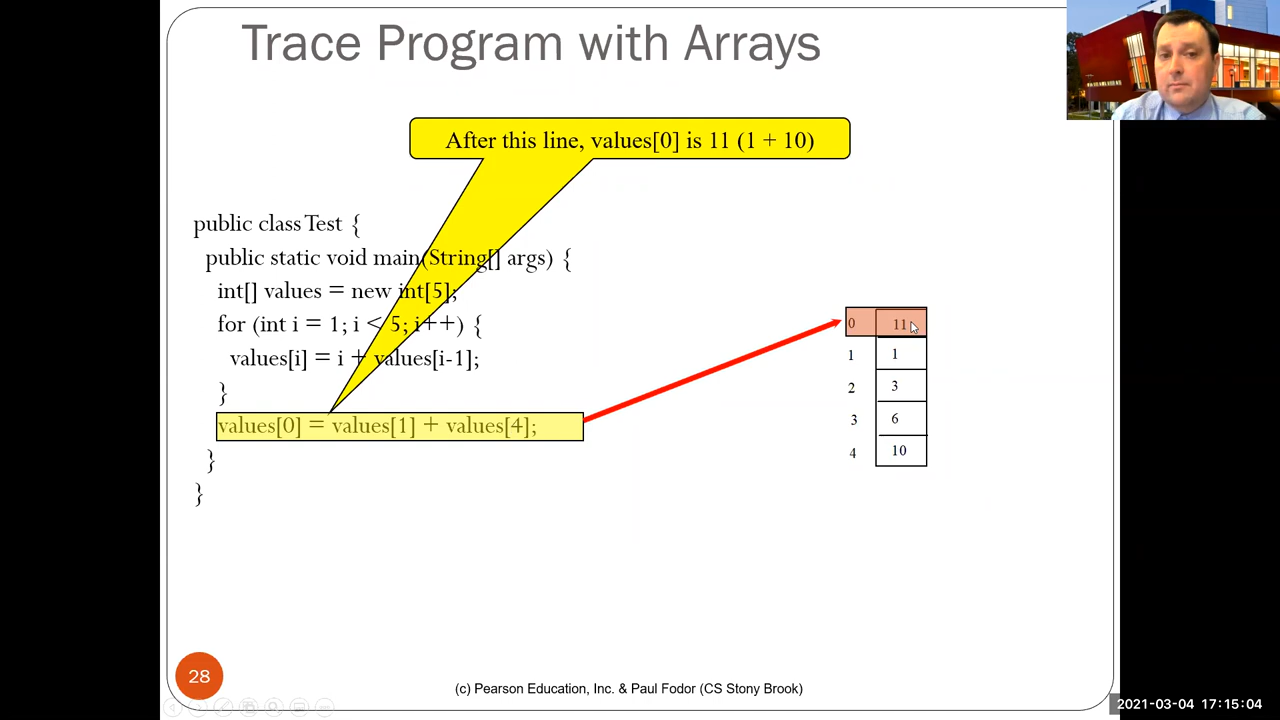 Trace Program with Arrays
After this line, values[0] is 11 (1 + 10)
public class Test {
public static void main(String[] args) {
int[] values = new int[5];
for (int i = 1; i < 5; i++) {
values[i] = i + values[i-1];
}
values[0] = values[1] + values[4];
}
}
0 11
1 1
2 3
3 6
4 10
28
(c) Pearson Education, Inc. & Paul Fodor (CS Stony Brook)
2021-03-04 17:15:04